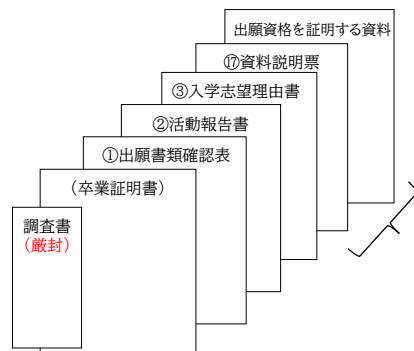 出願資格を証明する資料
⑰資料説明票
③入学志望理由書
②活動報告書
①出願書類確認表
(卒業証明書)
調査書
(厳封)